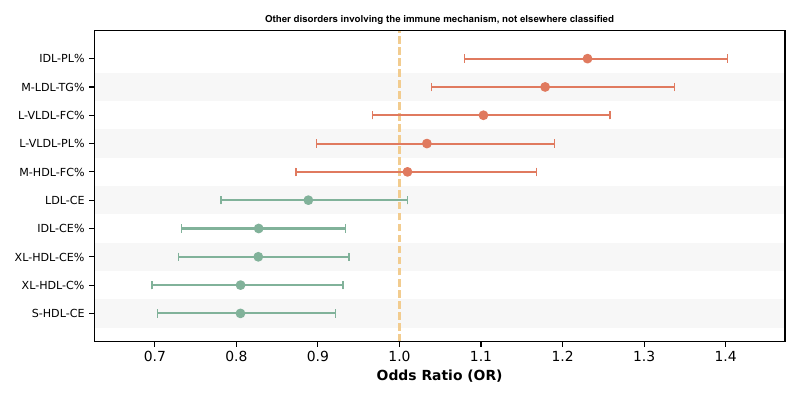 Other disorders involving the immune mechanism, not elsewhere classified
IDL-PL%
M-LDL-TG%
L-VLDL-FC%
L-VLDL-PL%
M-HDL-FC%
LDL-CE
IDL-CE%
XL-HDL-CE%
XL-HDL-C%
S-HDL-CE
0.7 0.8 0.9 1.0 1.1 1.2 1.3 1.4
Odds Ratio (OR)